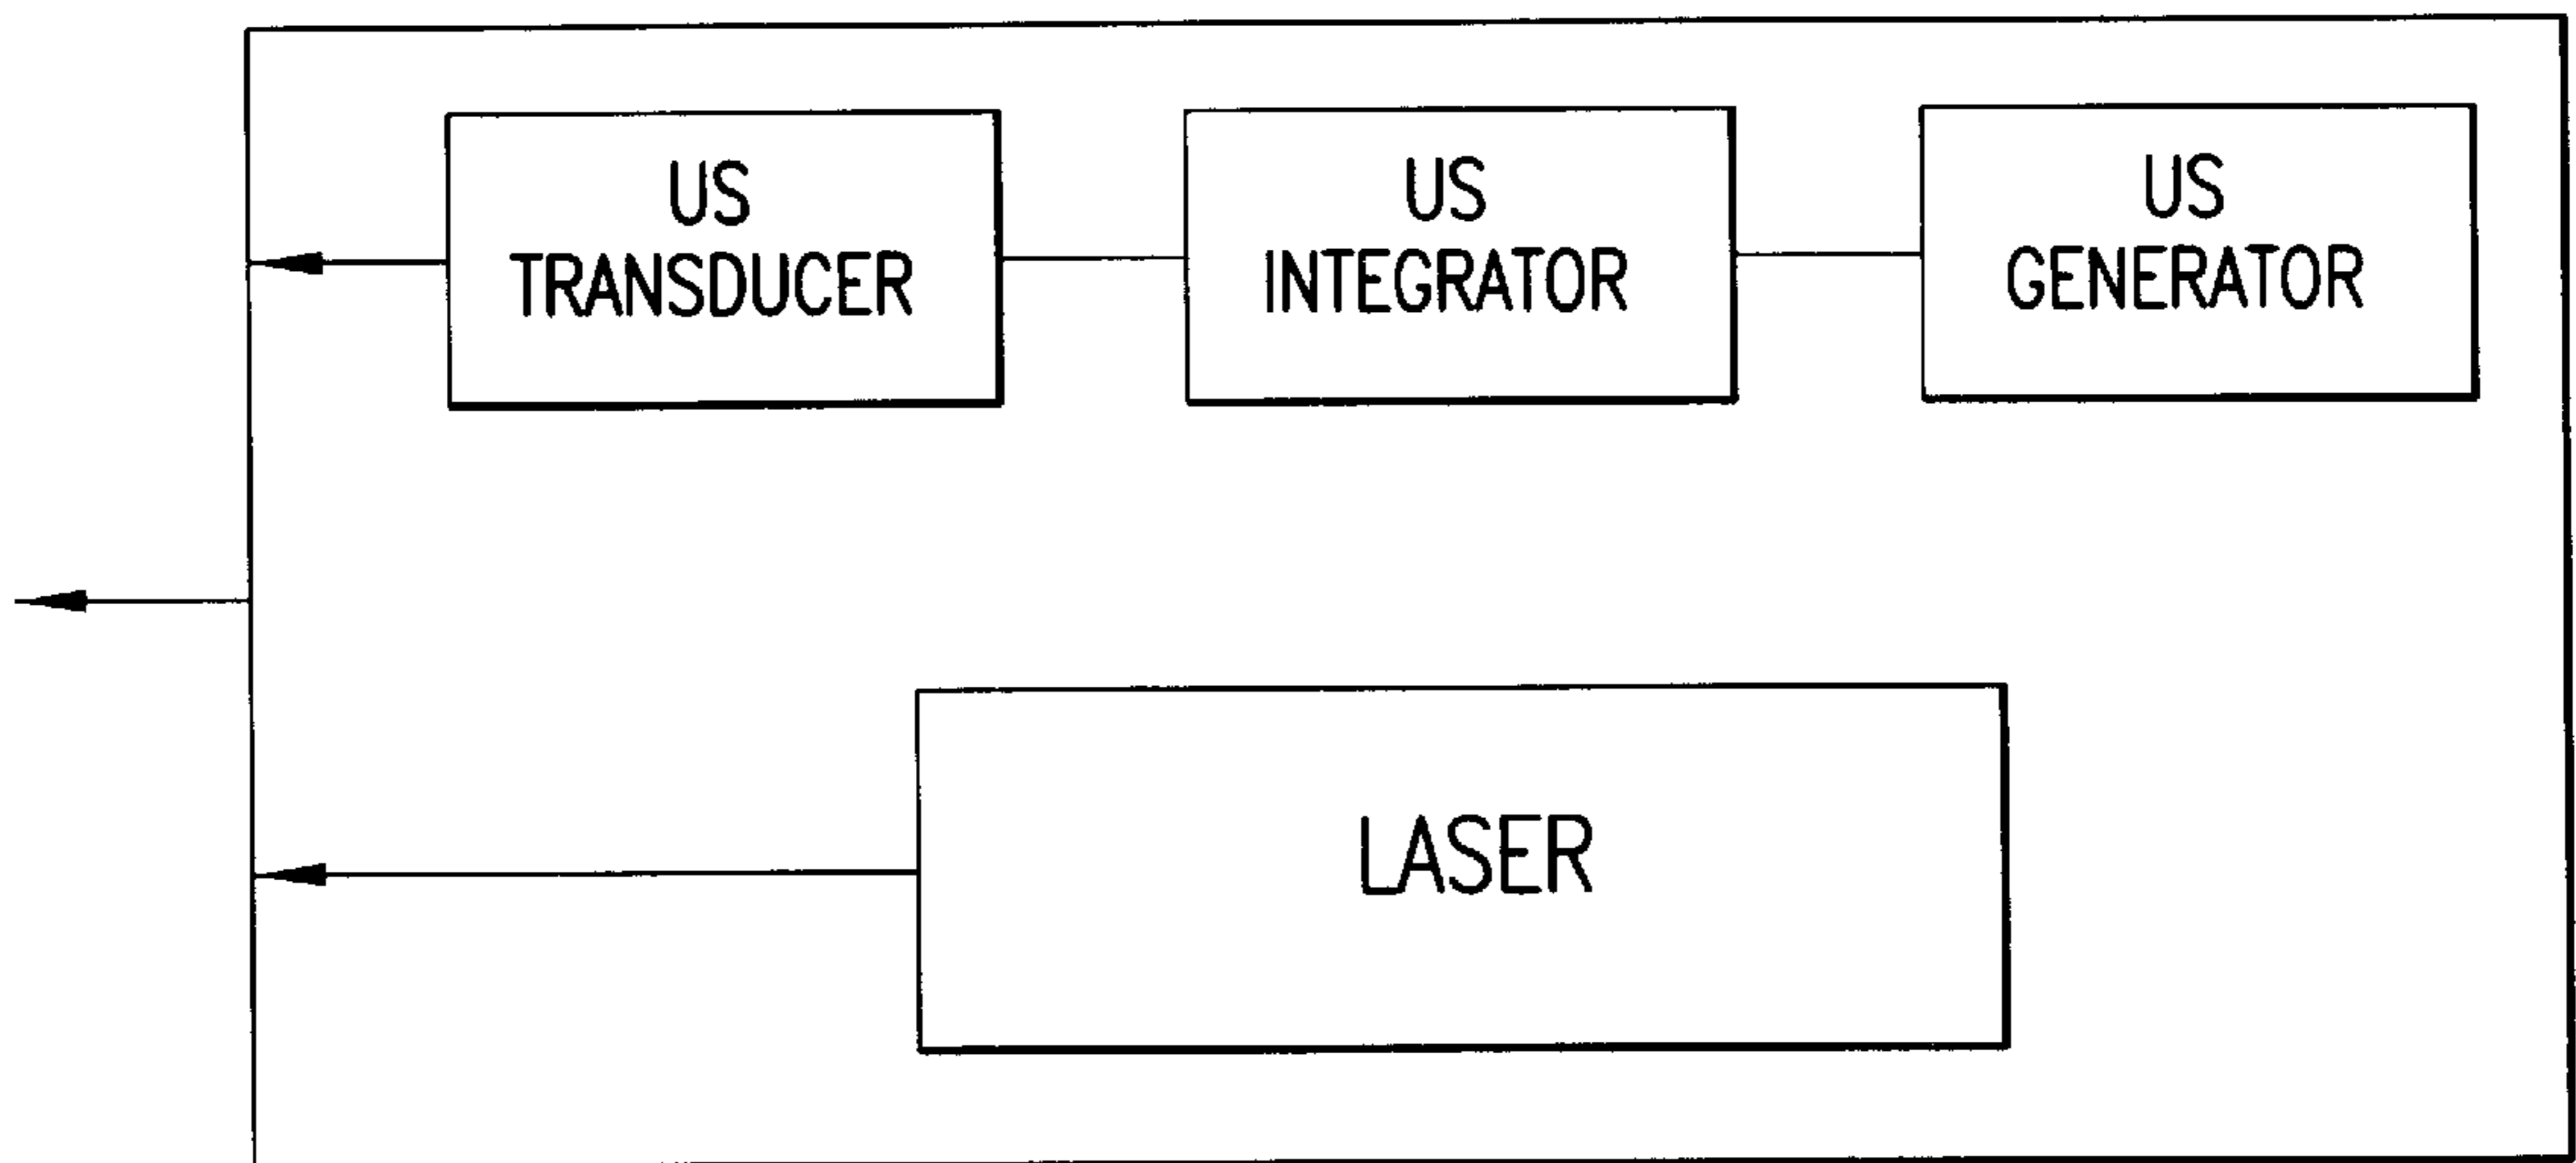 US
TRANSDUCER
US
INTEGRATOR
US
GENERATOR
LASER